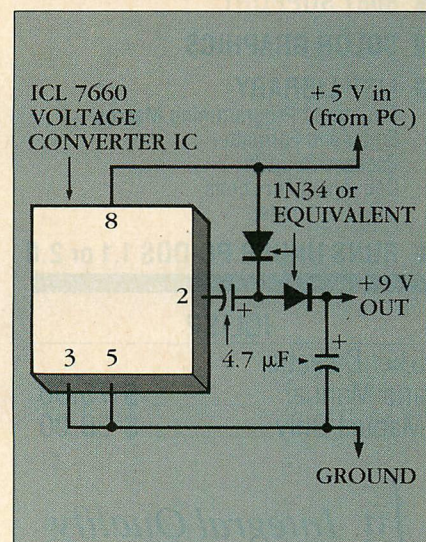 ICL 7660
VOLTAGE
CONVERTER IC
+5 V in
(from PC)
1N34 or
EQUIVALENT
8
2
+
+9 V
OUT
+
3 5
4.7 µF
GROUND